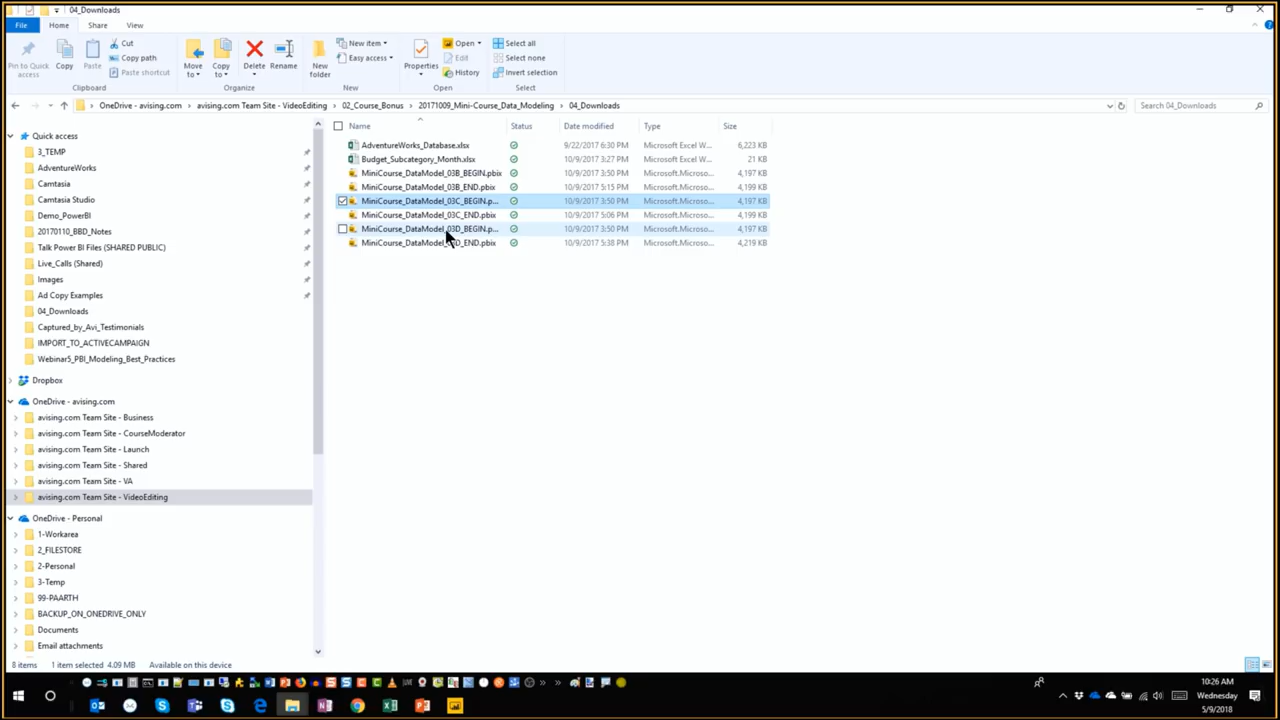 04_Downloads
File Home Share View
Pin to Quick access
Copy
Paste
Cut
Copy path
Paste shortcut
Clipboard
Move to
Copy to
Delete
Rename
Organize
New folder
New item
Easy access
New
Properties
Open
Edit
History
Open
Select all
Select none
Invert selection
Select
OneDrive - avising.com avising.com Team Site - VideoEditing 02_Course_Bonus 20171009_Mini-Course_Data_Modeling 04_Downloads
Search 04_Downloads
Name Status Date modified Type Size
AdventureWorks_Database.xlsx 9/22/2017 6:30 PM Microsoft Excel W... 6,223 KB
Budget_Subcategory_Month.xlsx 10/9/2017 3:27 PM Microsoft Excel W... 21 KB
MiniCourse_DataModel_03B_BEGIN.pbix 10/9/2017 3:50 PM Microsoft.Microso... 4,197 KB
MiniCourse_DataModel_03B_END.pbix 10/9/2017 5:15 PM Microsoft.Microso... 4,199 KB
MiniCourse_DataModel_03C_BEGIN.p... 10/9/2017 3:50 PM Microsoft.Microso... 4,197 KB
MiniCourse_DataModel_03C_END.pbix 10/9/2017 5:06 PM Microsoft.Microso... 4,199 KB
MiniCourse_DataModel_03D_BEGIN.p... 10/9/2017 3:50 PM Microsoft.Microso... 4,197 KB
10/9/2017 5:38 PM Microsoft.Microso... 4,219 KB
Quick access
3_TEMP
AdventureWorks
Camtasia
Camtasia Studio
Demo_PowerBI
20170110_BBD_Notes
Talk Power BI Files (SHARED PUBLIC)
Live_Calls (Shared)
Images
Ad Copy Examples
04_Downloads
Captured_by_Avi_Testimonials
IMPORT_TO_ACTIVECAMPAIGN
Webinar5_PBI_Modeling_Best_Practices
Dropbox
OneDrive - avising.com
avising.com Team Site - Business
avising.com Team Site - CourseModerator
avising.com Team Site - Launch
avising.com Team Site - Shared
avising.com Team Site - VA
avising.com Team Site - VideoEditing
OneDrive - Personal
1-Workarea
2_FILESTORE
2-Personal
3-Temp
99-PAARTH
BACKUP_ON_ONEDRIVE_ONLY
Documents
Email attachments
8 items 1 item selected 4.09 MB Available on this device
10:26 AM
Wednesday
5/9/2018